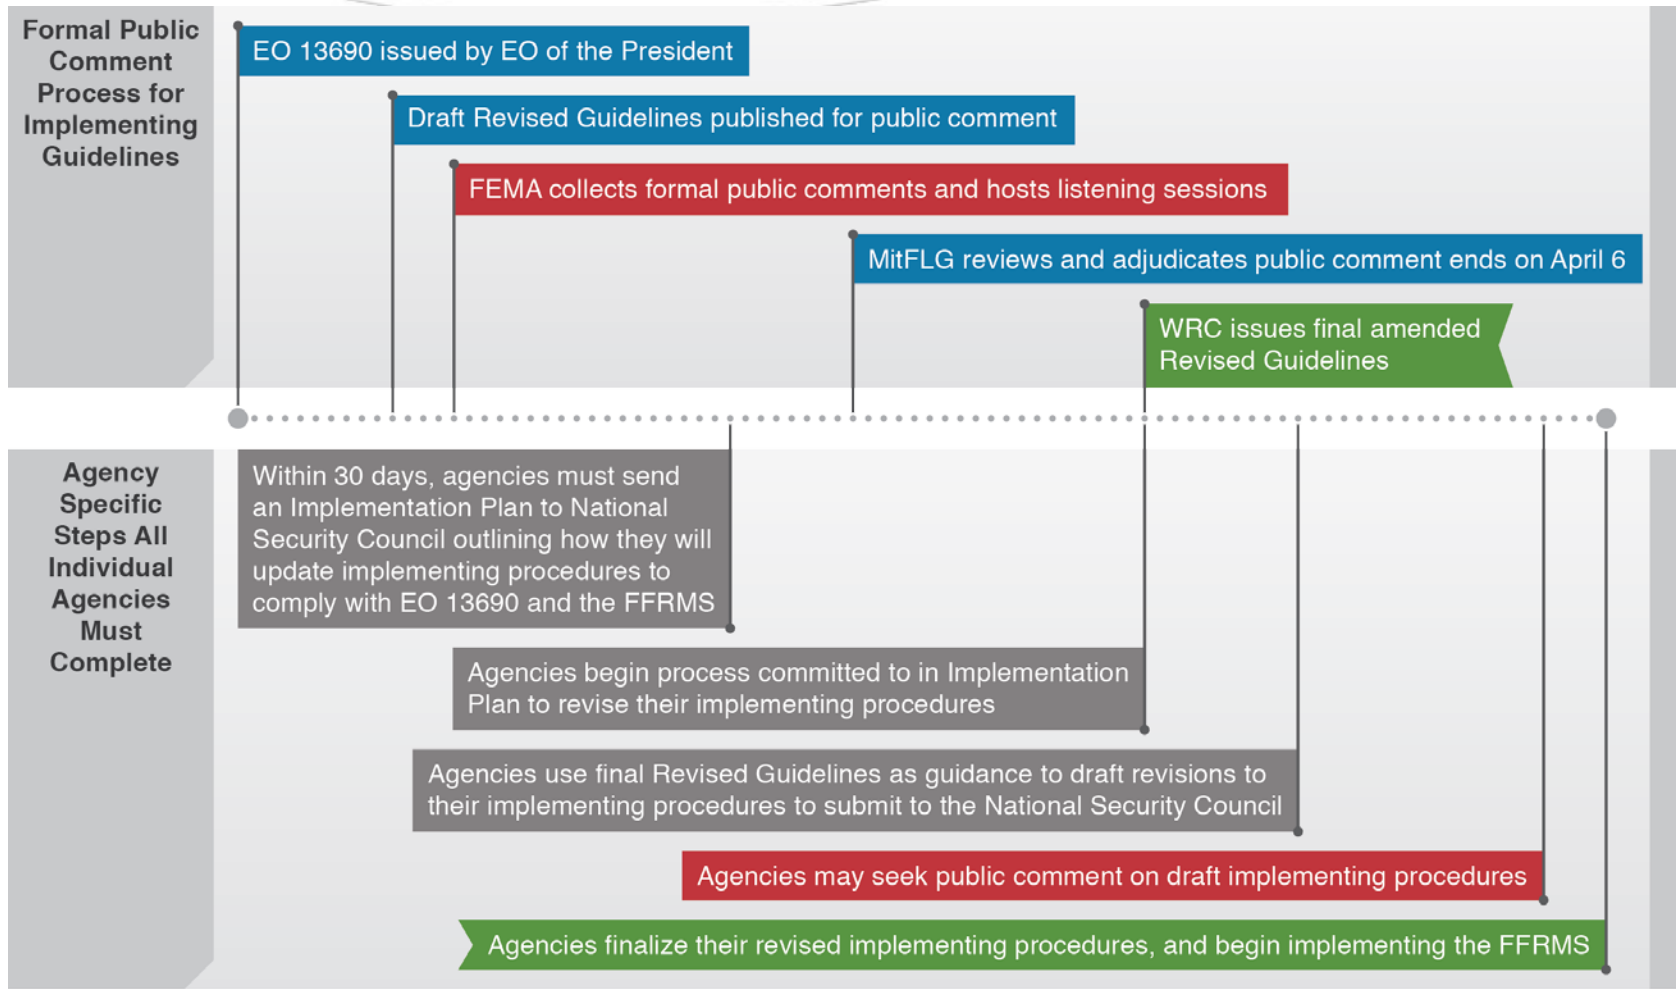 Formal Public
Comment
Process for
Implementing
Guidelines
EO 13690 issued by EO of the President
Draft Revised Guidelines published for public comment
FEMA collects formal public comments and hosts listening sessions
MitFLG reviews and adjudicates public comment ends on April 6
WRC issues final amended
Revised Guidelines
Agency
Specific
Steps All
Individual
Agencies
Must
Complete
Within 30 days, agencies must send
an Implementation Plan to National
Security Council outlining how they will
update implementing procedures to
comply with EO 13690 and the FFRMS
Agencies begin process committed to in Implementation
Plan to revise their implementing procedures
Agencies use final Revised Guidelines as guidance to draft revisions to
their implementing procedures to submit to the National Security Council
Agencies may seek public comment on draft implementing procedures
Agencies finalize their revised implementing procedures, and begin implementing the FFRMS